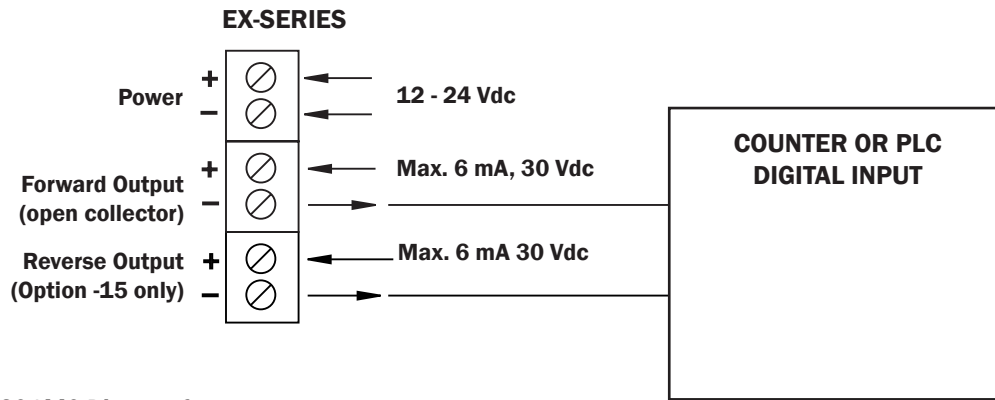 EX-SERIES
Power
+
−
12 - 24 Vdc
Forward Output
(open collector)
+
−
Max. 6 mA, 30 Vdc
Reverse Output
(Option -15 only)
+
−
Max. 6 mA 30 Vdc
COUNTER OR PLC
DIGITAL INPUT